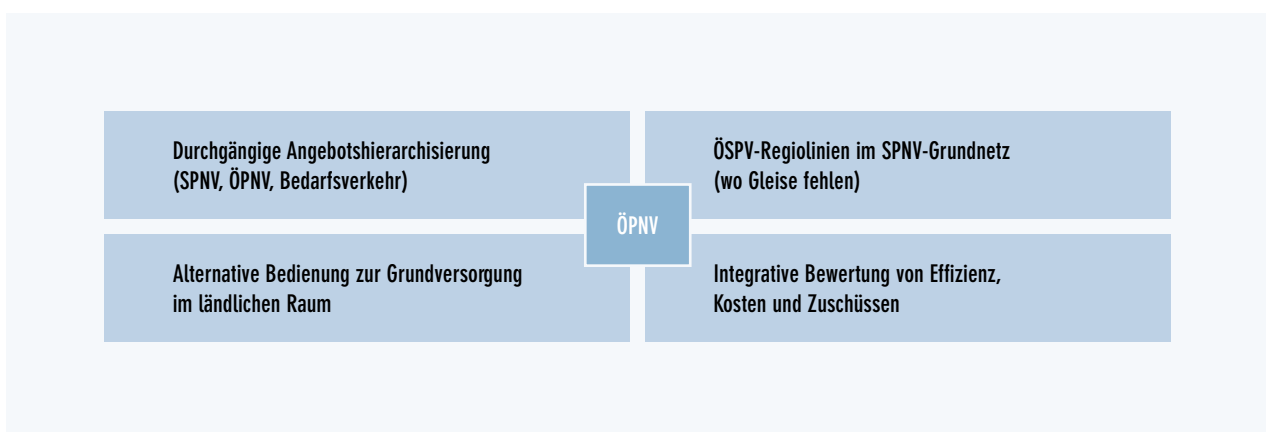 Durchgängige Angebotshierarchisierung
(SPNV, ÖPNV, Bedarfsverkehr)
ÖSPV-Regiolinien im SPNV-Grundnetz
(wo Gleise fehlen)
ÖPNV
Alternative Bedienung zur Grundversorgung
im ländlichen Raum
Integrative Bewertung von Effizienz,
Kosten und Zuschüssen